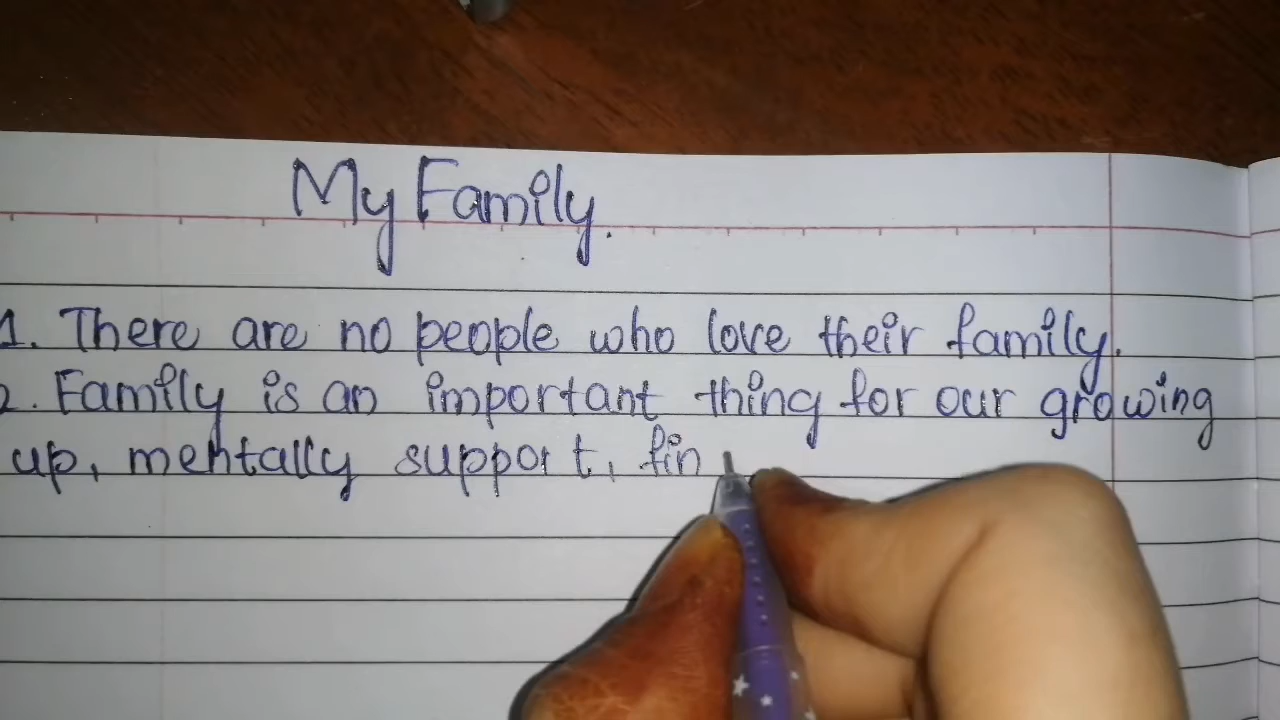 My Family.
1. There are no people who love their family.
2. Family is an important thing for our growing
up, mentally support, fin